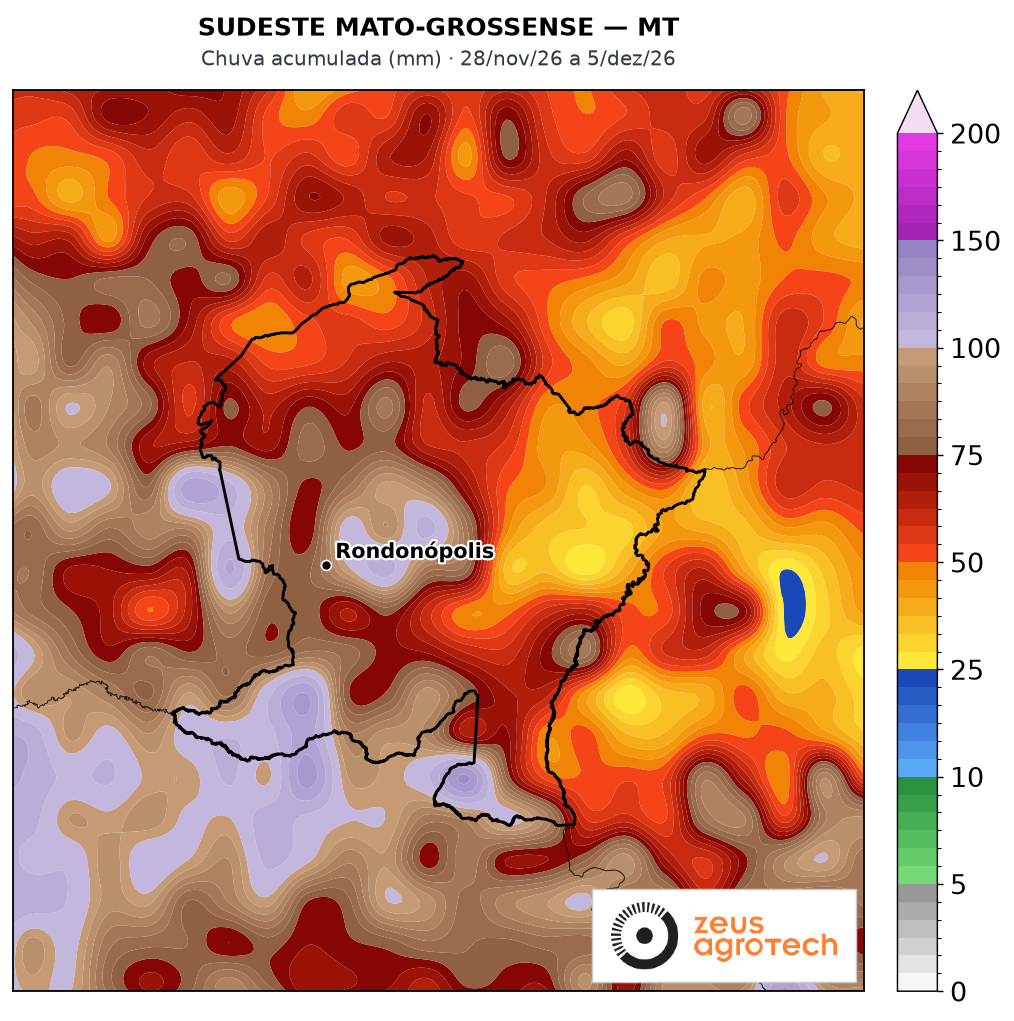 SUDESTE MATO-GROSSENSE — MT
Chuva acumulada (mm) · 28/nov/26 a 5/dez/26
200
150
100
75
50
25
10
5
0
Rondonópolis
zeus
agrotech